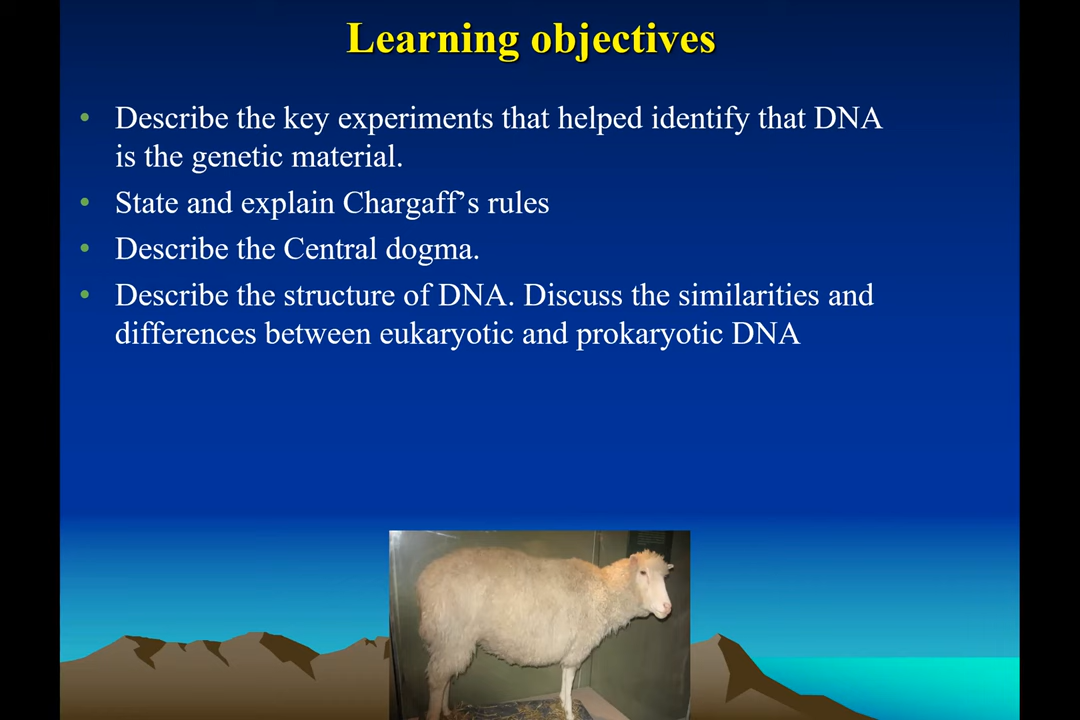 Learning objectives
• Describe the key experiments that helped identify that DNA
is the genetic material.
• State and explain Chargaff’s rules
• Describe the Central dogma.
• Describe the structure of DNA. Discuss the similarities and
differences between eukaryotic and prokaryotic DNA